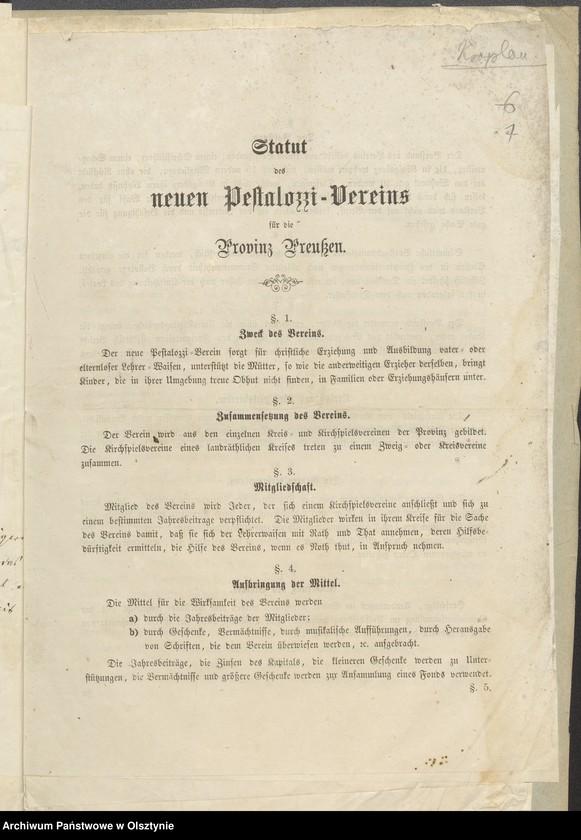 6
7
Statut
des
neuen Pestalozzi-Vereins
für die
Provinz Preußen.
§. 1.
Zweck des Vereins.
Der neue Pestalozzi-Verein sorgt für christliche Erziehung und Ausbildung vater- oder
elternloser Lehrer-Waisen, unterstützt die Mütter, so wie die anderweitigen Erzieher derselben, bringt
Kinder, die in ihrer Umgebung treue Obhut nicht finden, in Familien oder Erziehungshäusern unter.
§. 2.
Zusammensetzung des Vereins.
Der Verein wird aus den einzelnen Kreis- und Kirchspielsvereinen der Provinz gebildet.
Die Kirchspielsvereine eines landräthlichen Kreises treten zu einem Zweig- oder Kreisvereine
zusammen.
§. 3.
Mitgliedschaft.
Mitglied des Vereins wird Jeder, der sich einem Kirchspielsvereine anschließt und sich zu
einem bestimmten Jahresbeitrage verpflichtet. Die Mitglieder wirken in ihrem Kreise für die Sache
des Vereins damit, daß sie sich der Lehrerwaisen mit Rath und That annehmen, deren Hilfsbe-
dürftigkeit ermitteln, die Hilfe des Vereins, wenn es Noth thut, in Anspruch nehmen.
§. 4.
Aufbringung der Mittel.
Die Mittel für die Wirksamkeit des Vereins werden
a) durch die Jahresbeiträge der Mitglieder;
b) durch Geschenke, Vermächtnisse, durch musikalische Aufführungen, durch Herausgabe
von Schriften, die dem Verein überwiesen werden, ꝛc. aufgebracht.
Die Jahresbeiträge, die Zinsen des Kapitals, die kleineren Geschenke werden zu Unter-
stützungen, die Vermächtnisse und größere Geschenke werden zur Ansammlung eines Fonds verwendet.
§. 5.
Archiwum Państwowe w Olsztynie